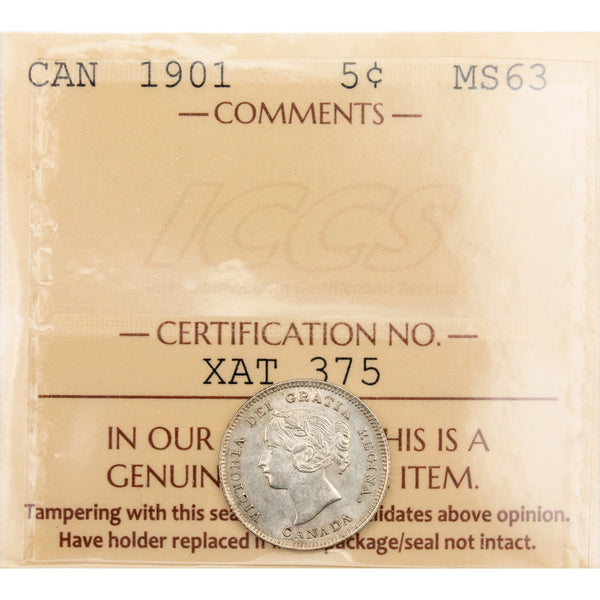 CAN 1901 5¢ MS63
— COMMENTS —
ICCS
— CERTIFICATION NO. —
XAT 375
IN OUR HIS IS A
GENUIN ITEM.
Tampering with this sea idates above opinion.
Have holder replaced if package/seal not intact.
VICTORIA DEI GRATIA REGINA.
CANADA